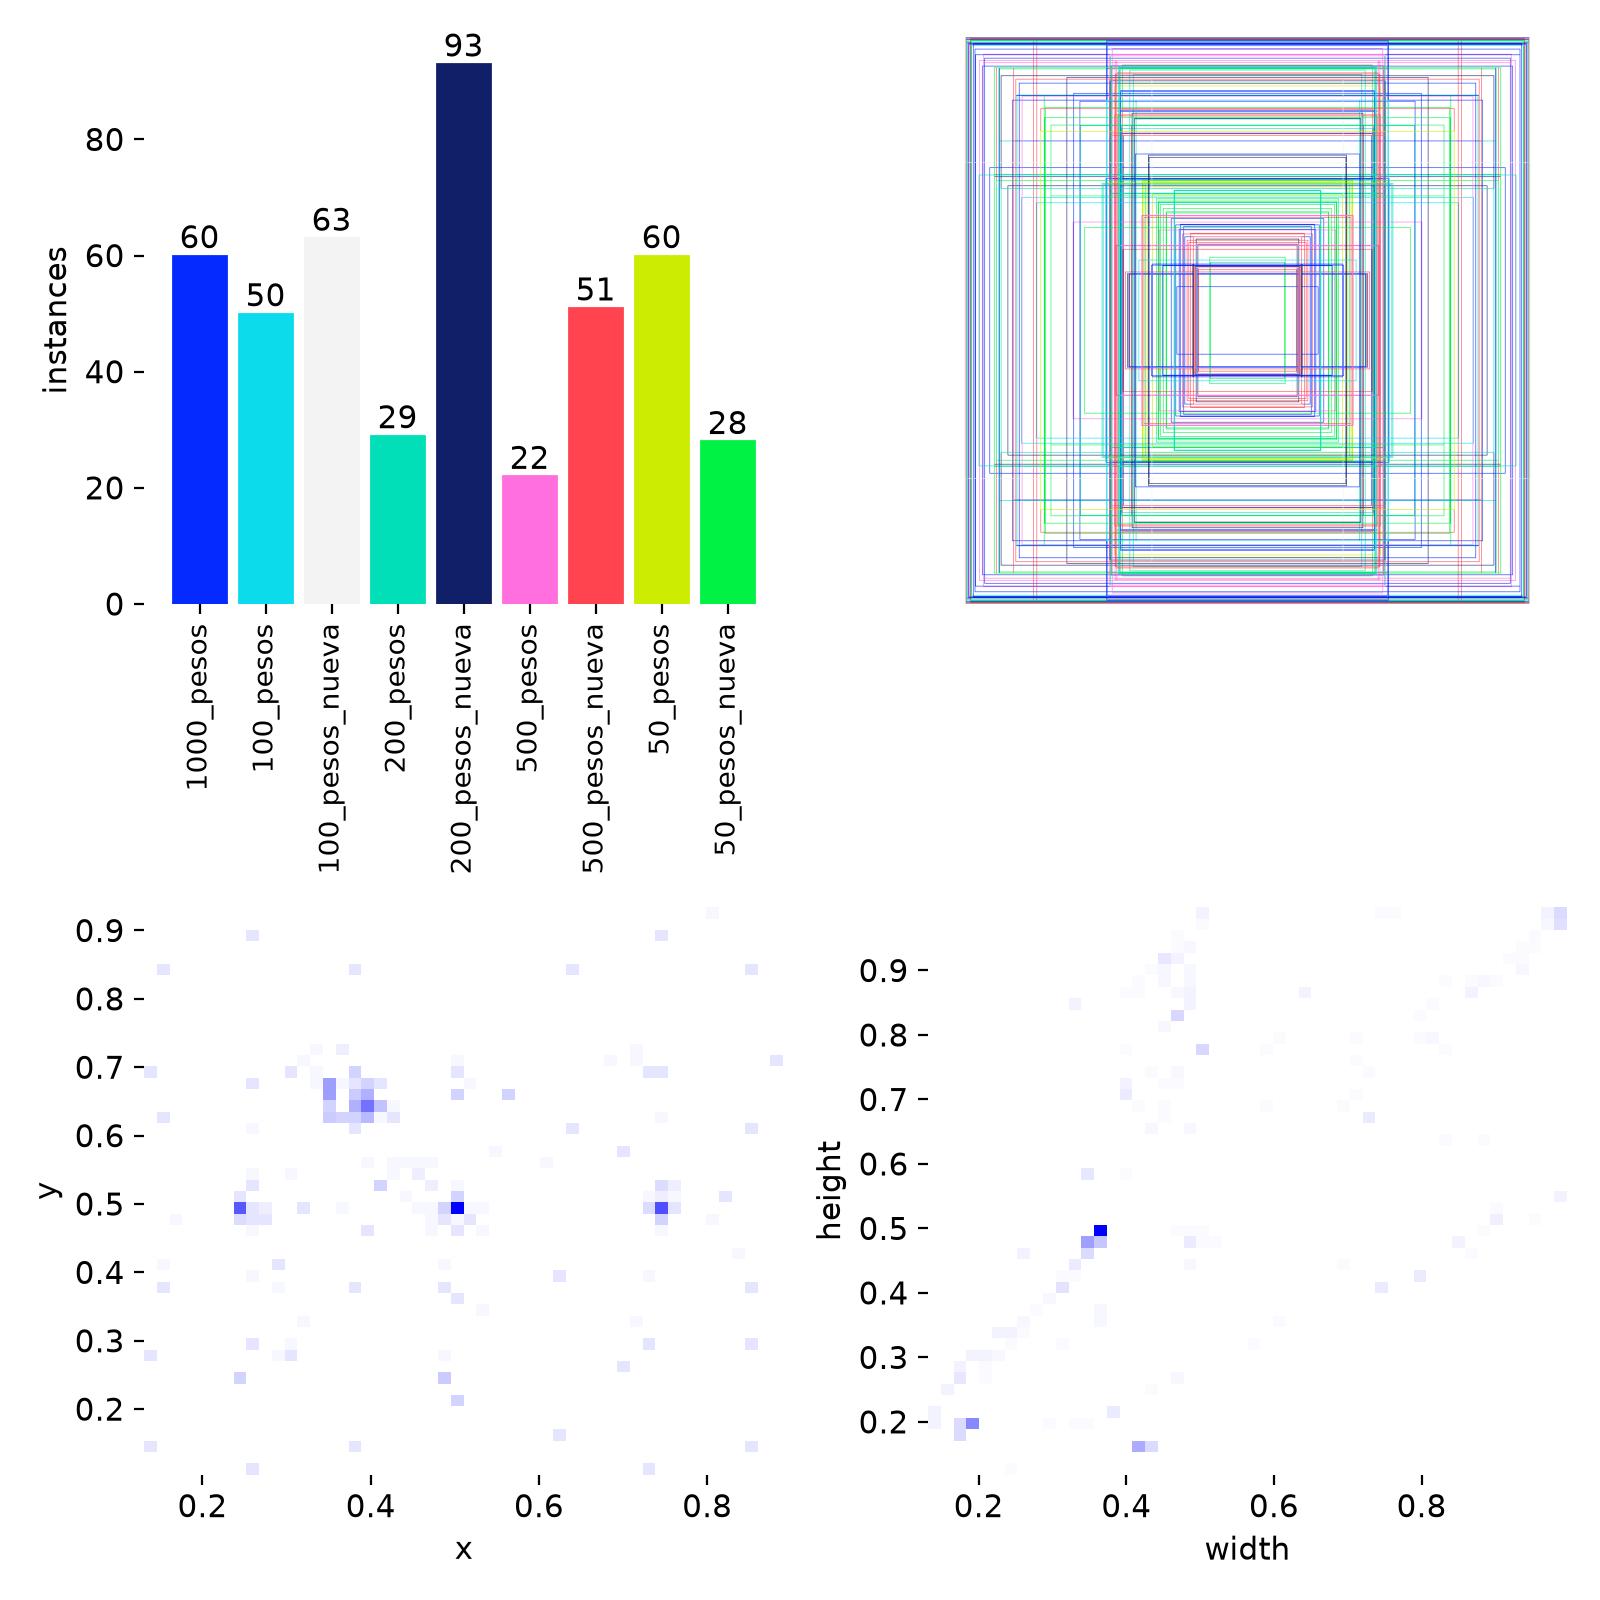 93
80
60
63
60
60
50
51
40
29
28
22
20
0
instances
1000_pesos
100_pesos
100_pesos_nueva
200_pesos
200_pesos_nueva
500_pesos
500_pesos_nueva
50_pesos
50_pesos_nueva
0.9
0.8
0.7
0.6
0.5
0.4
0.3
0.2
y
0.2 0.4 0.6 0.8
x
0.9
0.8
0.7
0.6
0.5
0.4
0.3
0.2
height
0.2 0.4 0.6 0.8
width